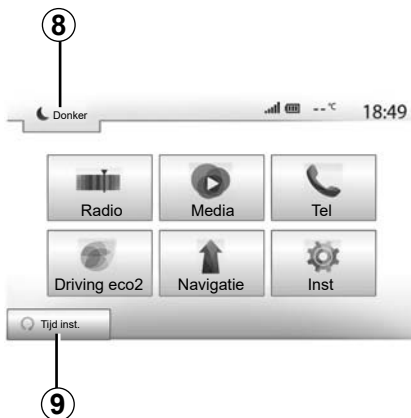 8
Donker
--°C 18:49
Radio Media Tel
Driving eco2 Navigatie Inst
Tijd inst.
9